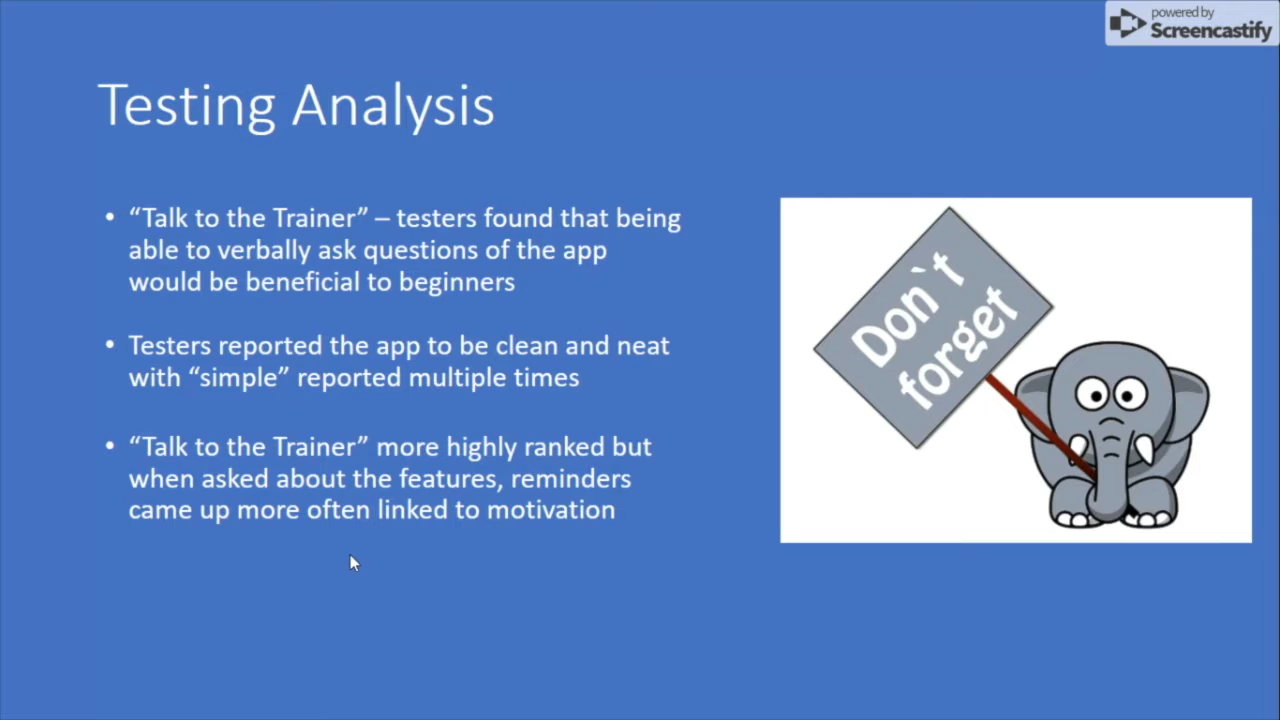 powered by
Screencastify
Testing Analysis
• “Talk to the Trainer” – testers found that being
able to verbally ask questions of the app
would be beneficial to beginners
• Testers reported the app to be clean and neat
with “simple” reported multiple times
• “Talk to the Trainer” more highly ranked but
when asked about the features, reminders
came up more often linked to motivation
Don`t
forget